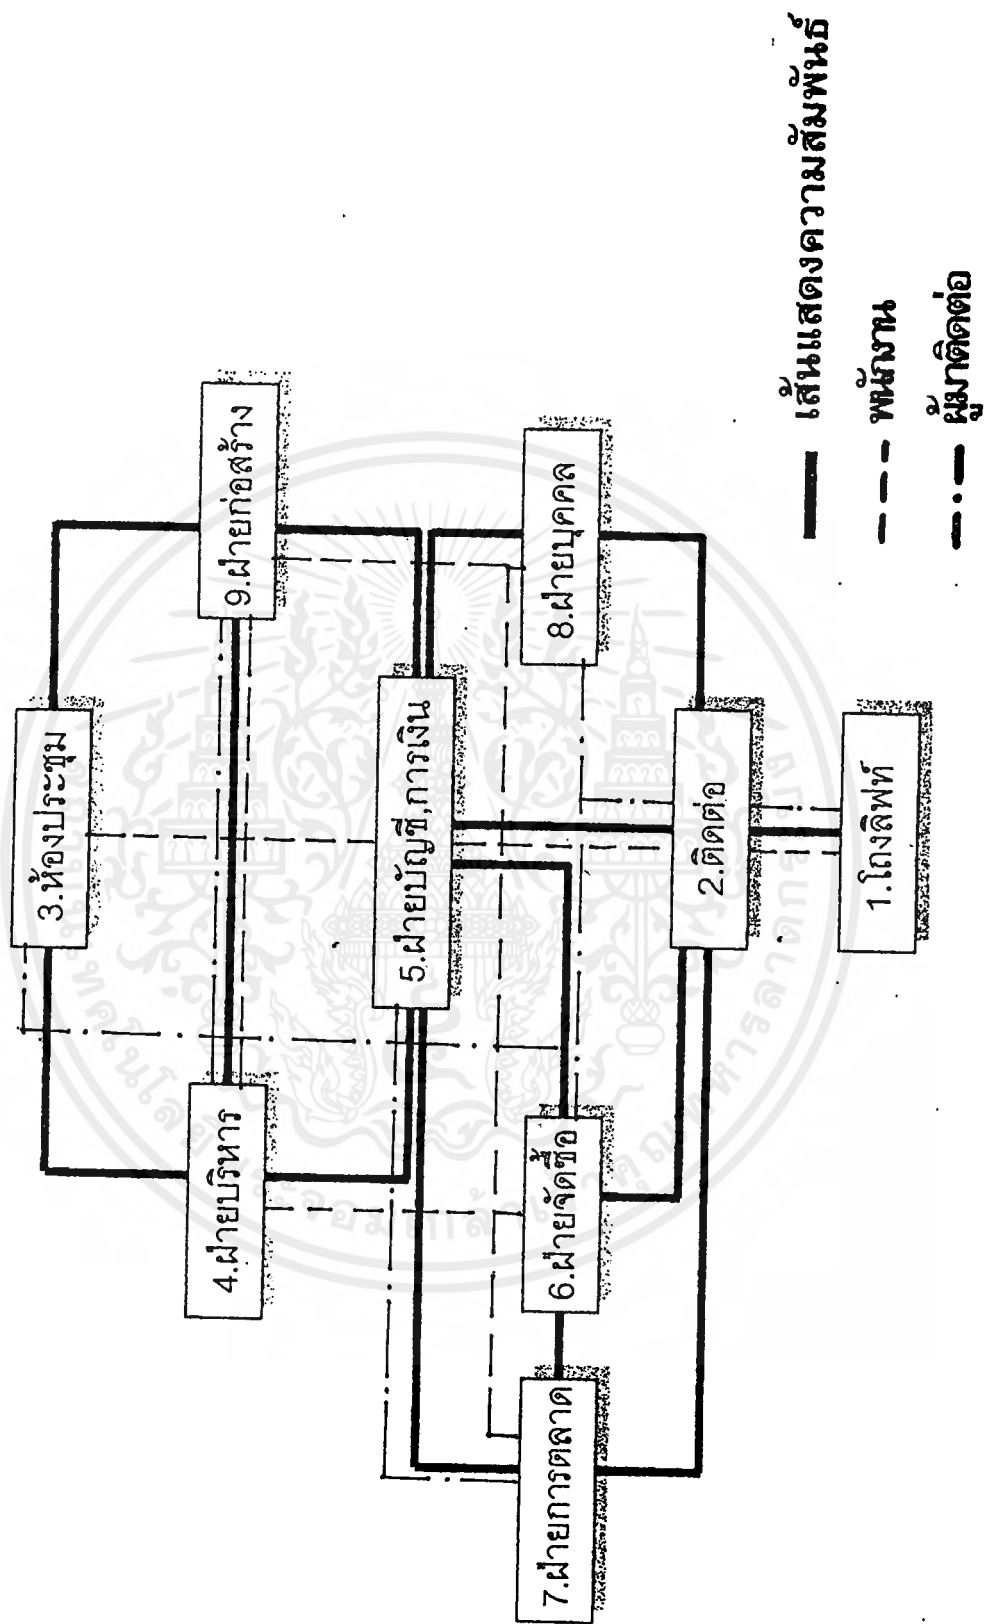 3.ห้องประชุม
4.ฝ่ายบริหาร
9.ฝ่ายก่อสร้าง
5.ฝ่ายบัญชี,การเงิน
7.ฝ่ายการตลาด
6.ฝ่ายจัดซื้อ
8.ฝ่ายบุคคล
2.ติดต่อ
1.โถงลิฟท์
เส้นแสดงความสัมพันธ์
พนักงาน
ผู้มาติดต่อ